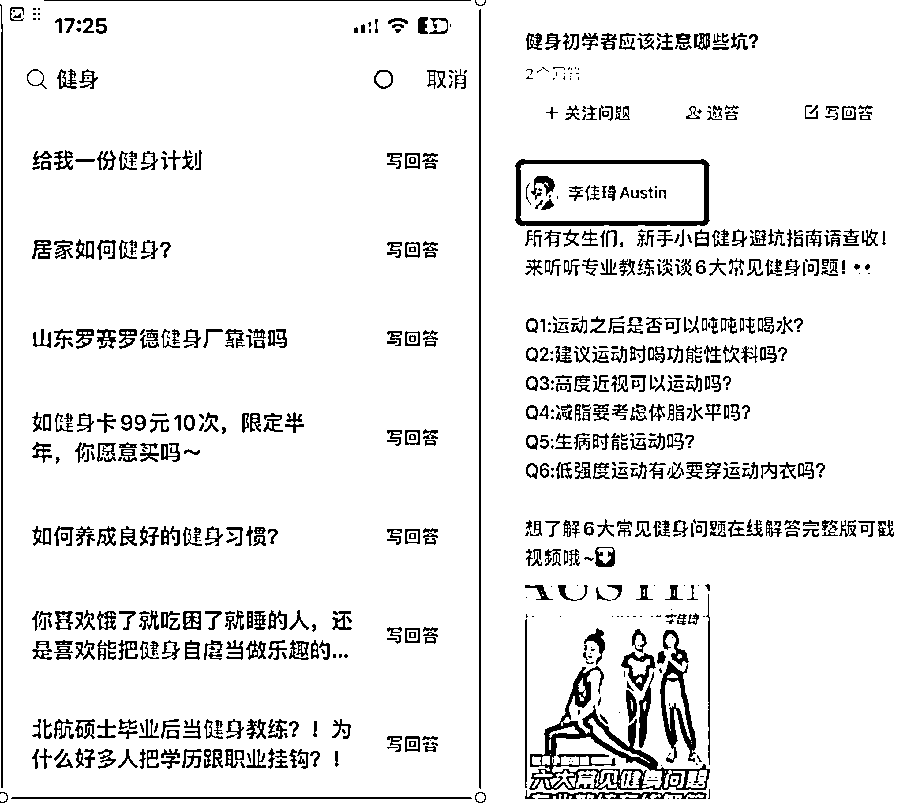 17:25
健身
取消
给我一份健身计划
写回答
居家如何健身?
写回答
山东罗赛罗德健身厂靠谱吗
写回答
如健身卡99元10次，限定半
年，你愿意买吗～
写回答
如何养成良好的健身习惯?
写回答
你喜欢饿了就吃困了就睡的人，还
是喜欢能把健身自虐当做乐趣的...
写回答
北航硕士毕业后当健身教练？！为
什么好多人把学历跟职业挂钩？！
写回答
健身初学者应该注意哪些坑?
2个回答
+ 关注问题
邀答
写回答
李佳琦Austin
所有女生们，新手小白健身避坑指南请查收!
来听听专业教练谈谈6大常见健身问题!
Q1:运动之后是否可以吨吨吨喝水?
Q2:建议运动时喝功能性饮料吗?
Q3:高度近视可以运动吗?
Q4:减脂要考虑体脂水平吗?
Q5:生病时能运动吗?
Q6:低强度运动有必要穿运动内衣吗?
想了解6大常见健身问题在线解答完整版可戳
视频哦~
AUSTIN
李佳琦
六大常见健身问题